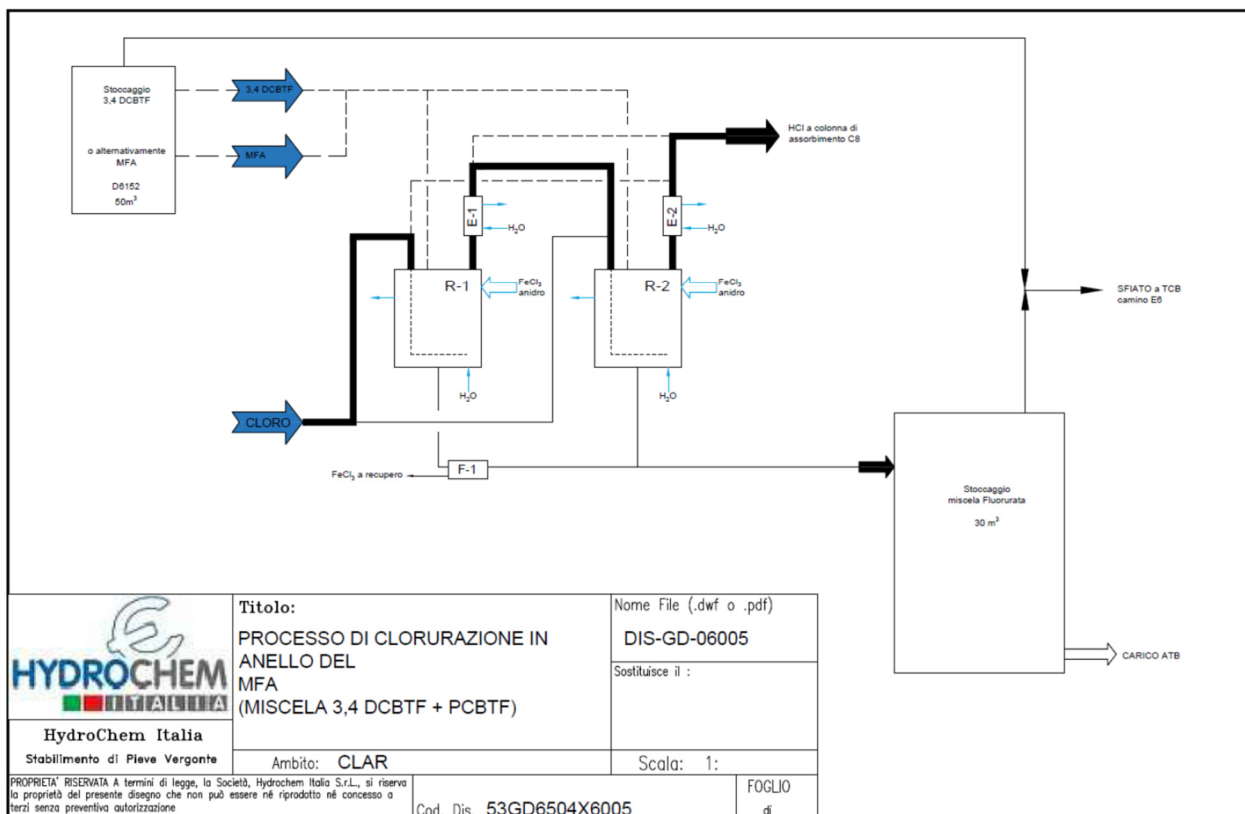 Stoccaggio
3,4 DCBTF
o alternativamente
MFA
D6152
50m³
3,4 DCBTF
MFA
HCl a colonna di
assorbimento C8
E-1
H₂O
E-2
H₂O
R-1
FeCl₃
anidro
R-2
FeCl₃
anidro
SFIATO a TCB
camino E6
H₂O
H₂O
CLORO
FeCl₃ a recupero
F-1
Stoccaggio
miscela Fluorurata
30 m³
CARICO ATB
HYDROCHEM
ITALIA
HydroChem Italia
Stabilimento di Pieve Vergonte
Titolo:
PROCESSO DI CLORURAZIONE IN
ANELLO DEL
MFA
(MISCELA 3,4 DCBTF + PCBTF)
Nome File (.dwf o .pdf)
DIS-GD-06005
Sostituisce il :
Ambito: CLAR
Scala: 1:
PROPRIETA' RISERVATA A termini di legge, la Società, Hydrochem Italia S.r.L., si riserva
la proprietà del presente disegno che non può essere né riprodotto né concesso a
terzi senza preventiva autorizzazione
Cod. Dis. 53GD6504X6005
FOGLIO
di